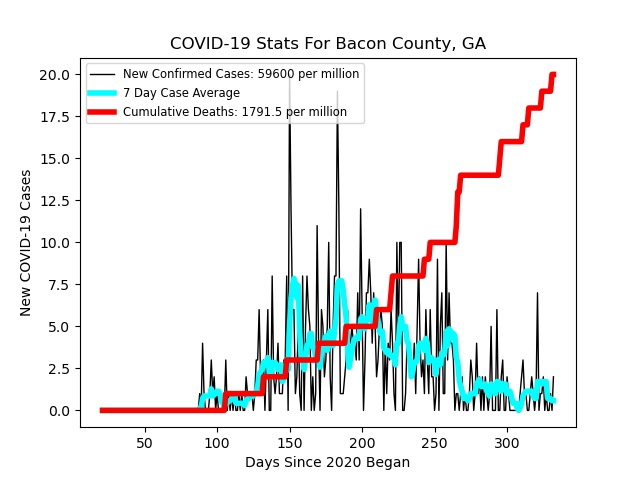 COVID-19 Stats For Bacon County, GA
New Confirmed Cases: 59600 per million
7 Day Case Average
Cumulative Deaths: 1791.5 per million
New COVID-19 Cases
20.0
17.5
15.0
12.5
10.0
7.5
5.0
2.5
0.0
50 100 150 200 250 300
Days Since 2020 Began